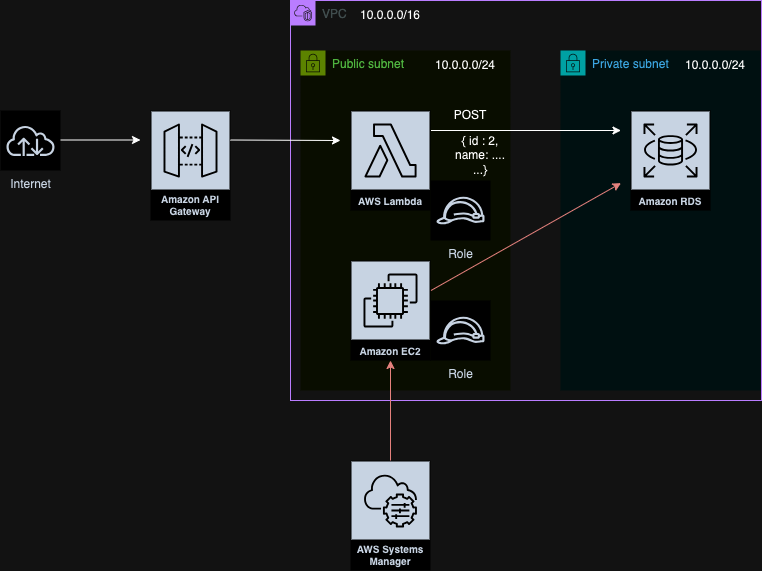 VPC 10.0.0.0/16
Public subnet 10.0.0.0/24
Private subnet 10.0.0.0/24
POST
{ id : 2,
name: ....
...}
</>
Internet
Amazon API
Gateway
AWS Lambda
Amazon RDS
Role
Amazon EC2
Role
AWS Systems
Manager